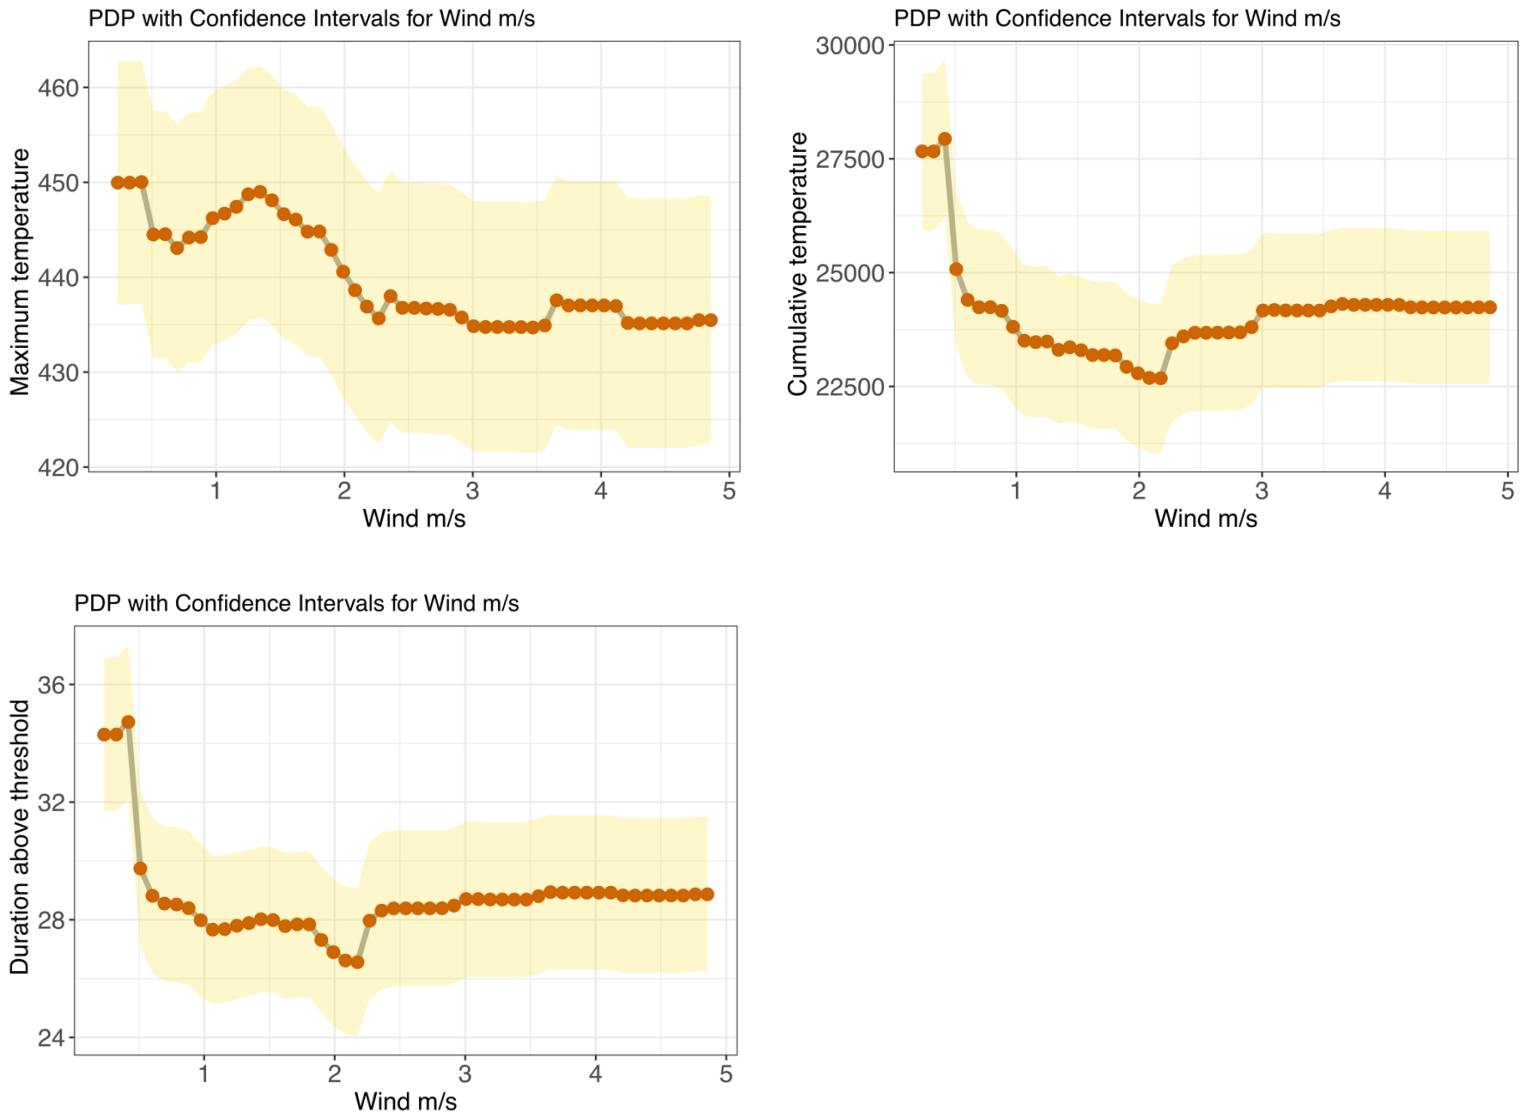 PDP with Confidence Intervals for Wind m/s
460
450
440
430
420
Maximum temperature
1 2 3 4 5
Wind m/s
PDP with Confidence Intervals for Wind m/s
30000
27500
25000
22500
Cumulative temperature
1 2 3 4 5
Wind m/s
PDP with Confidence Intervals for Wind m/s
36
32
28
24
Duration above threshold
1 2 3 4 5
Wind m/s